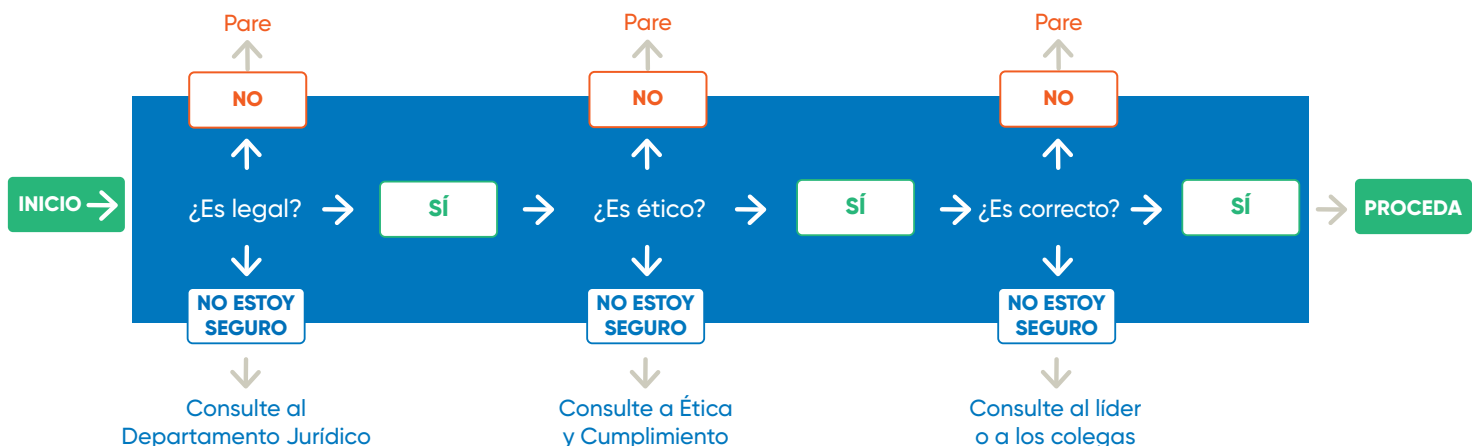 Pare
Pare
Pare
NO
NO
NO
INICIO
¿Es legal?
SÍ
¿Es ético?
SÍ
¿Es correcto?
SÍ
PROCEDA
NO ESTOY
SEGURO
NO ESTOY
SEGURO
NO ESTOY
SEGURO
Consulte al
Departamento Jurídico
Consulte a Ética
y Cumplimiento
Consulte al líder
o a los colegas